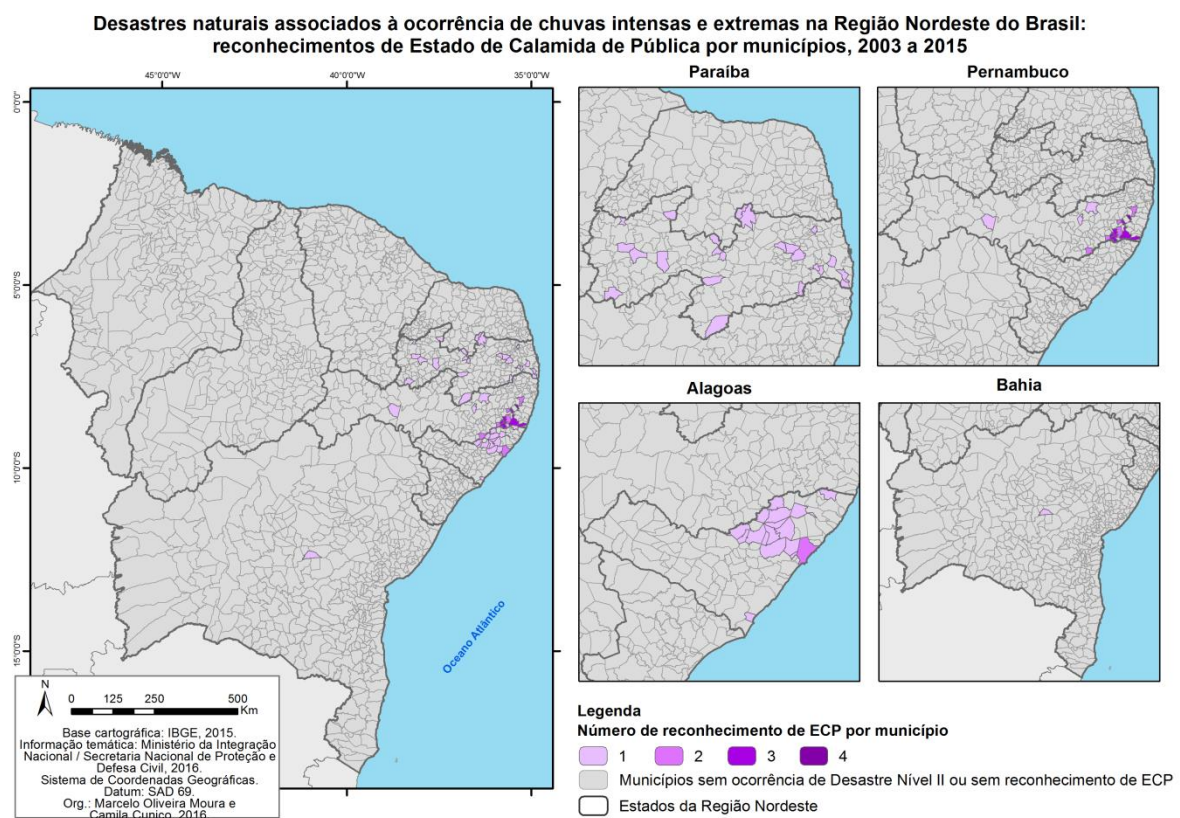 Desastres naturais associados à ocorrência de chuvas intensas e extremas na Região Nordeste do Brasil:
reconhecimentos de Estado de Calamida de Pública por municípios, 2003 a 2015
45°0'0"W
40°0'0"W
35°0'0"W
0°0'0"
5°0'0"S
10°0'0"S
15°0'0"S
Oceano Atlântico
N
0 125 250 500
Km
Base cartográfica: IBGE, 2015.
Informação temática: Ministério da Integração
Nacional / Secretaria Nacional de Proteção e
Defesa Civil, 2016.
Sistema de Coordenadas Geográficas.
Datum: SAD 69.
Org.: Marcelo Oliveira Moura e
Camila Cunico, 2016
Paraíba
Pernambuco
Alagoas
Bahia
Legenda
Número de reconhecimento de ECP por município
1 2 3 4
Municípios sem ocorrência de Desastre Nível II ou sem reconhecimento de ECP
Estados da Região Nordeste